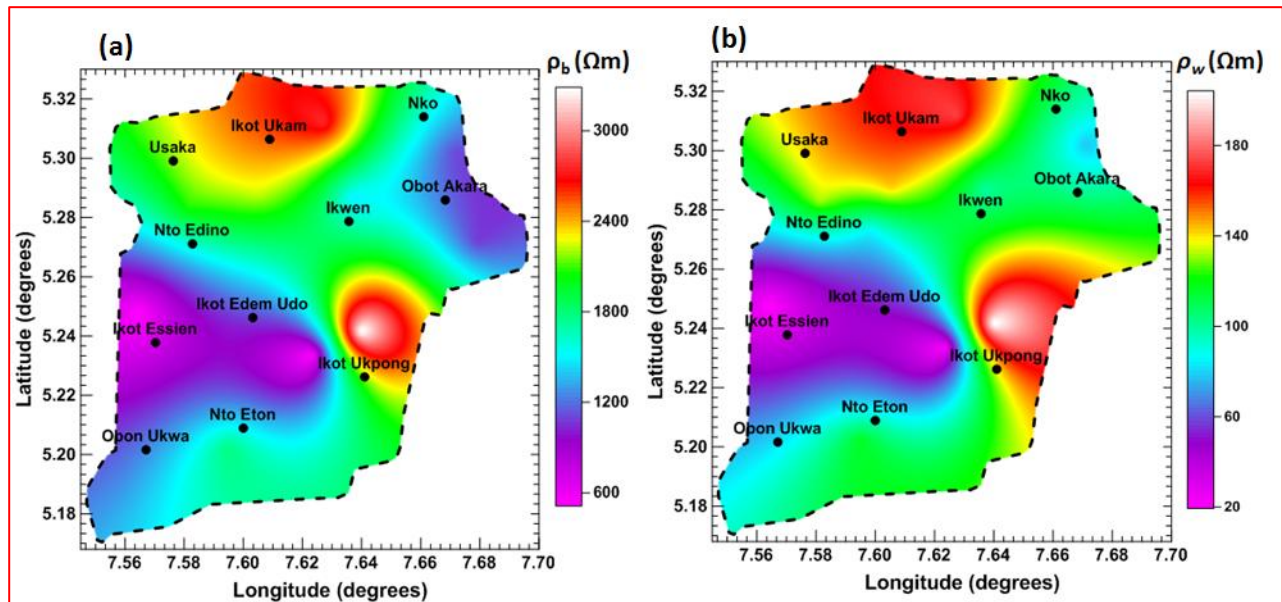 (a)
ρb (Ωm)
5.32
5.30
5.28
5.26
5.24
5.22
5.20
5.18
Latitude (degrees)
Nko
Ikot Ukam
Usaka
Obot Akara
Ikwen
Nto Edino
Ikot Edem Udo
Ikot Essien
Ikot Ukpong
Nto Eton
Obon Ukwa
7.56 7.58 7.60 7.62 7.64 7.66 7.68 7.70
Longitude (degrees)
3000
2400
1800
1200
600
(b)
ρw (Ωm)
5.32
5.30
5.28
5.26
5.24
5.22
5.20
5.18
Latitude (degrees)
Nko
Ikot Ukam
Usaka
Obot Akara
Ikwen
Nto Edino
Ikot Edem Udo
Ikot Essien
Ikot Ukpong
Nto Eton
Obon Ukwa
7.56 7.58 7.60 7.62 7.64 7.66 7.68 7.70
Longitude (degrees)
180
140
100
60
20